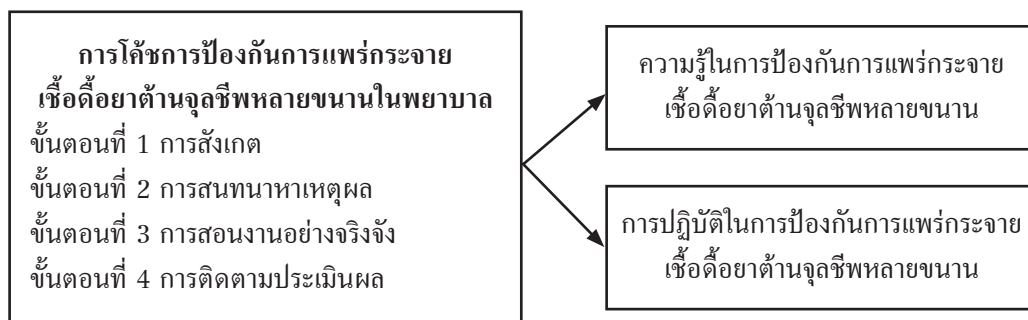 การโค้ชการป้องกันการแพร่กระจาย
เชื้อดื้อยาต้านจุลชีพหลายขนานในพยาบาล
ขั้นตอนที่ 1 การสังเกต
ขั้นตอนที่ 2 การสนทนาหาเหตุผล
ขั้นตอนที่ 3 การสอนงานอย่างจริงจัง
ขั้นตอนที่ 4 การติดตามประเมินผล
ความรู้ในการป้องกันการแพร่กระจาย
เชื้อดื้อยาต้านจุลชีพหลายขนาน
การปฏิบัติในการป้องกันการแพร่กระจาย
เชื้อดื้อยาต้านจุลชีพหลายขนาน